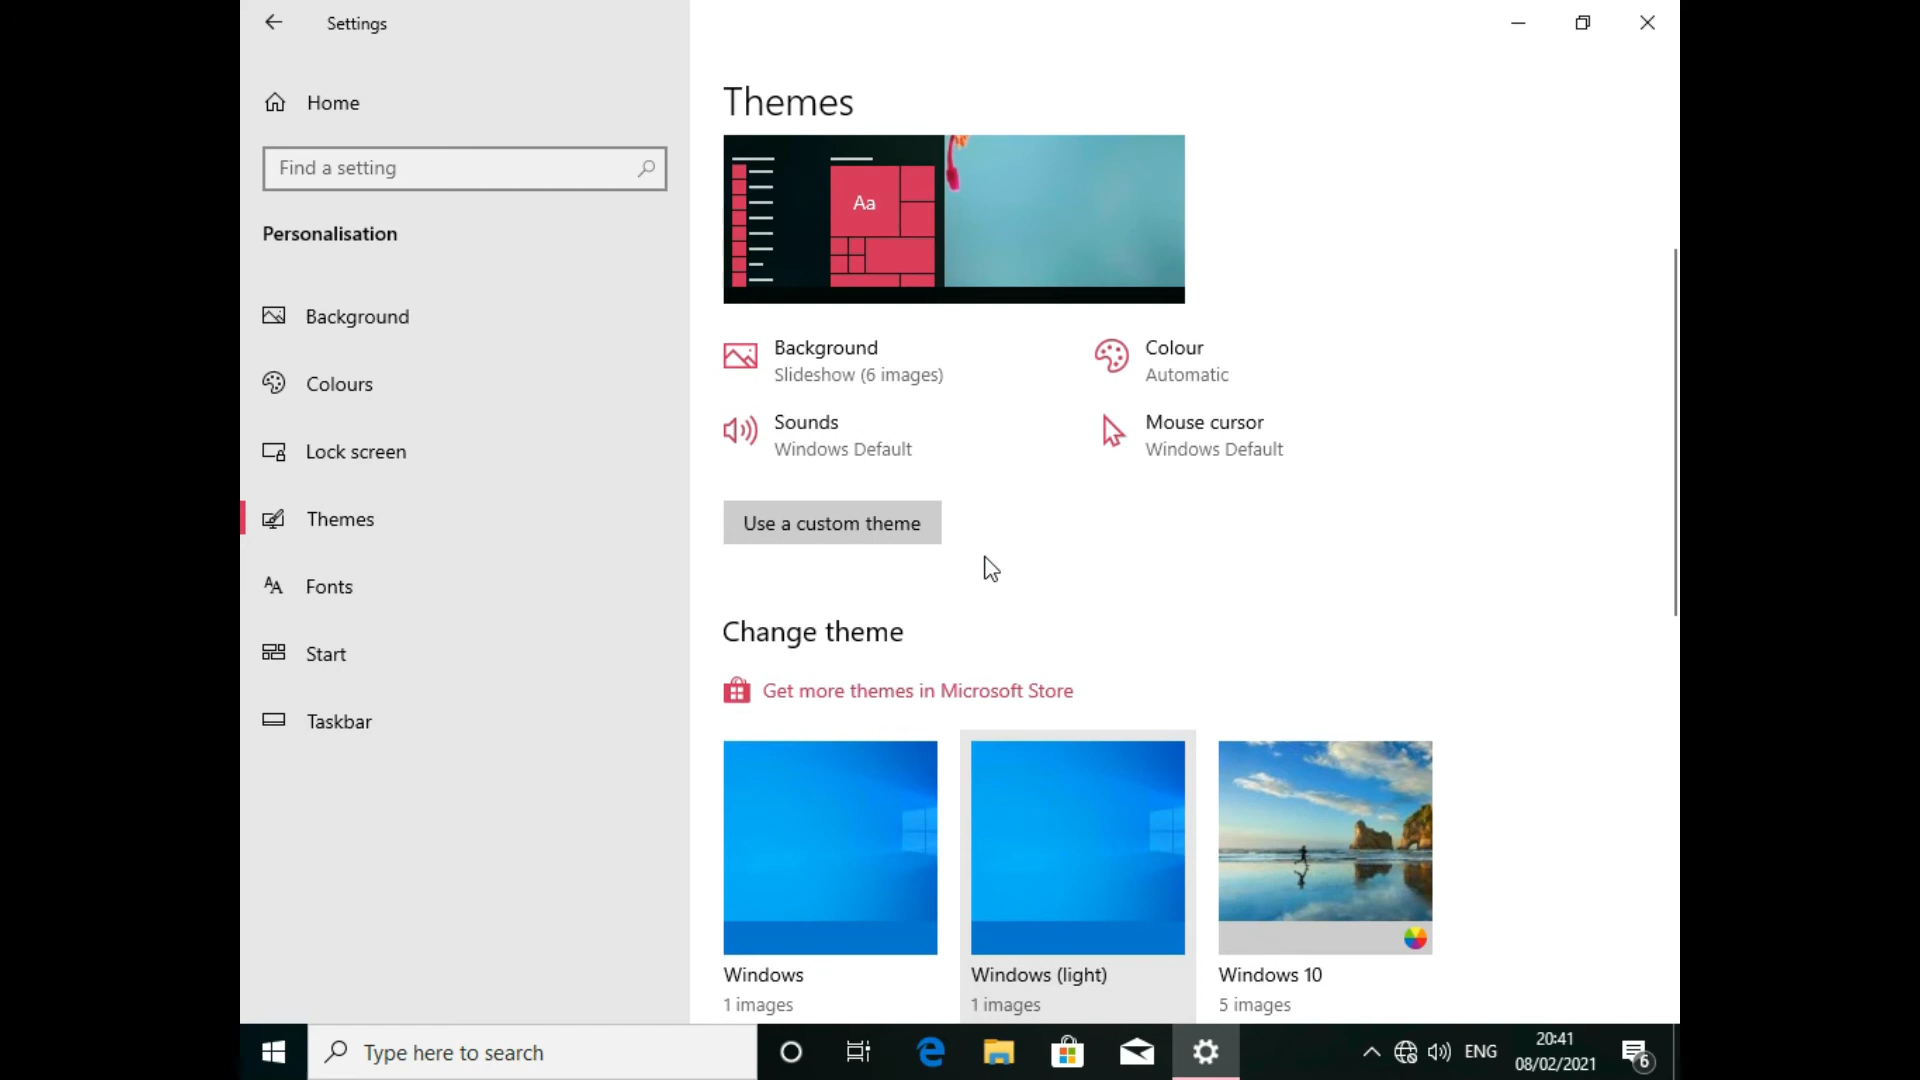 Settings
Home
Find a setting
Personalisation
Background
Colours
Lock screen
Themes
Fonts
Start
Taskbar
Themes
Aa
Background
Slideshow (6 images)
Colour
Automatic
Sounds
Windows Default
Mouse cursor
Windows Default
Use a custom theme
Change theme
Get more themes in Microsoft Store
Windows
1 images
Windows (light)
1 images
Windows 10
5 images
Type here to search
ENG
20:41
08/02/2021
6